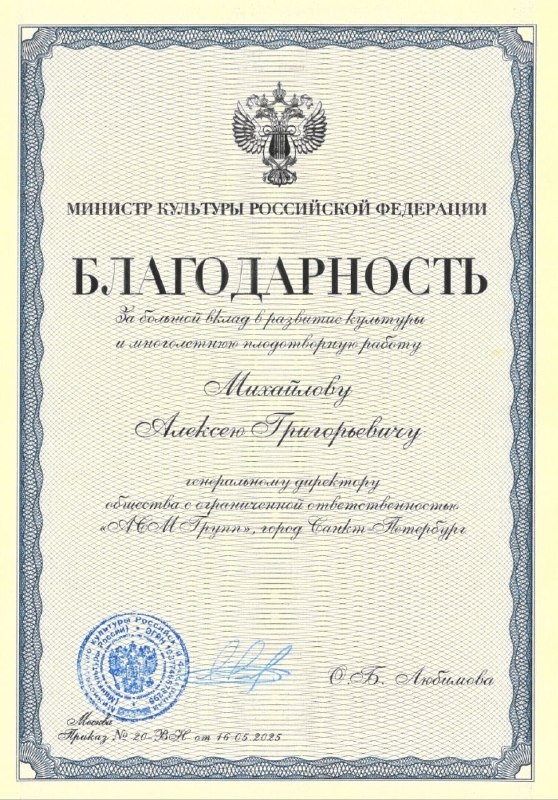 МИНИСТР КУЛЬТУРЫ РОССИЙСКОЙ ФЕДЕРАЦИИ
БЛАГОДАРНОСТЬ
За большой вклад в развитие культуры
и многолетнюю плодотворную работу
Михайлову
Алексею Григорьевичу
генеральному директору
общества с ограниченной ответственностью
«АСМ Групп», город Санкт-Петербург
О.Б. Любимова
Москва
Приказ № 20-ВН от 16.05.2025